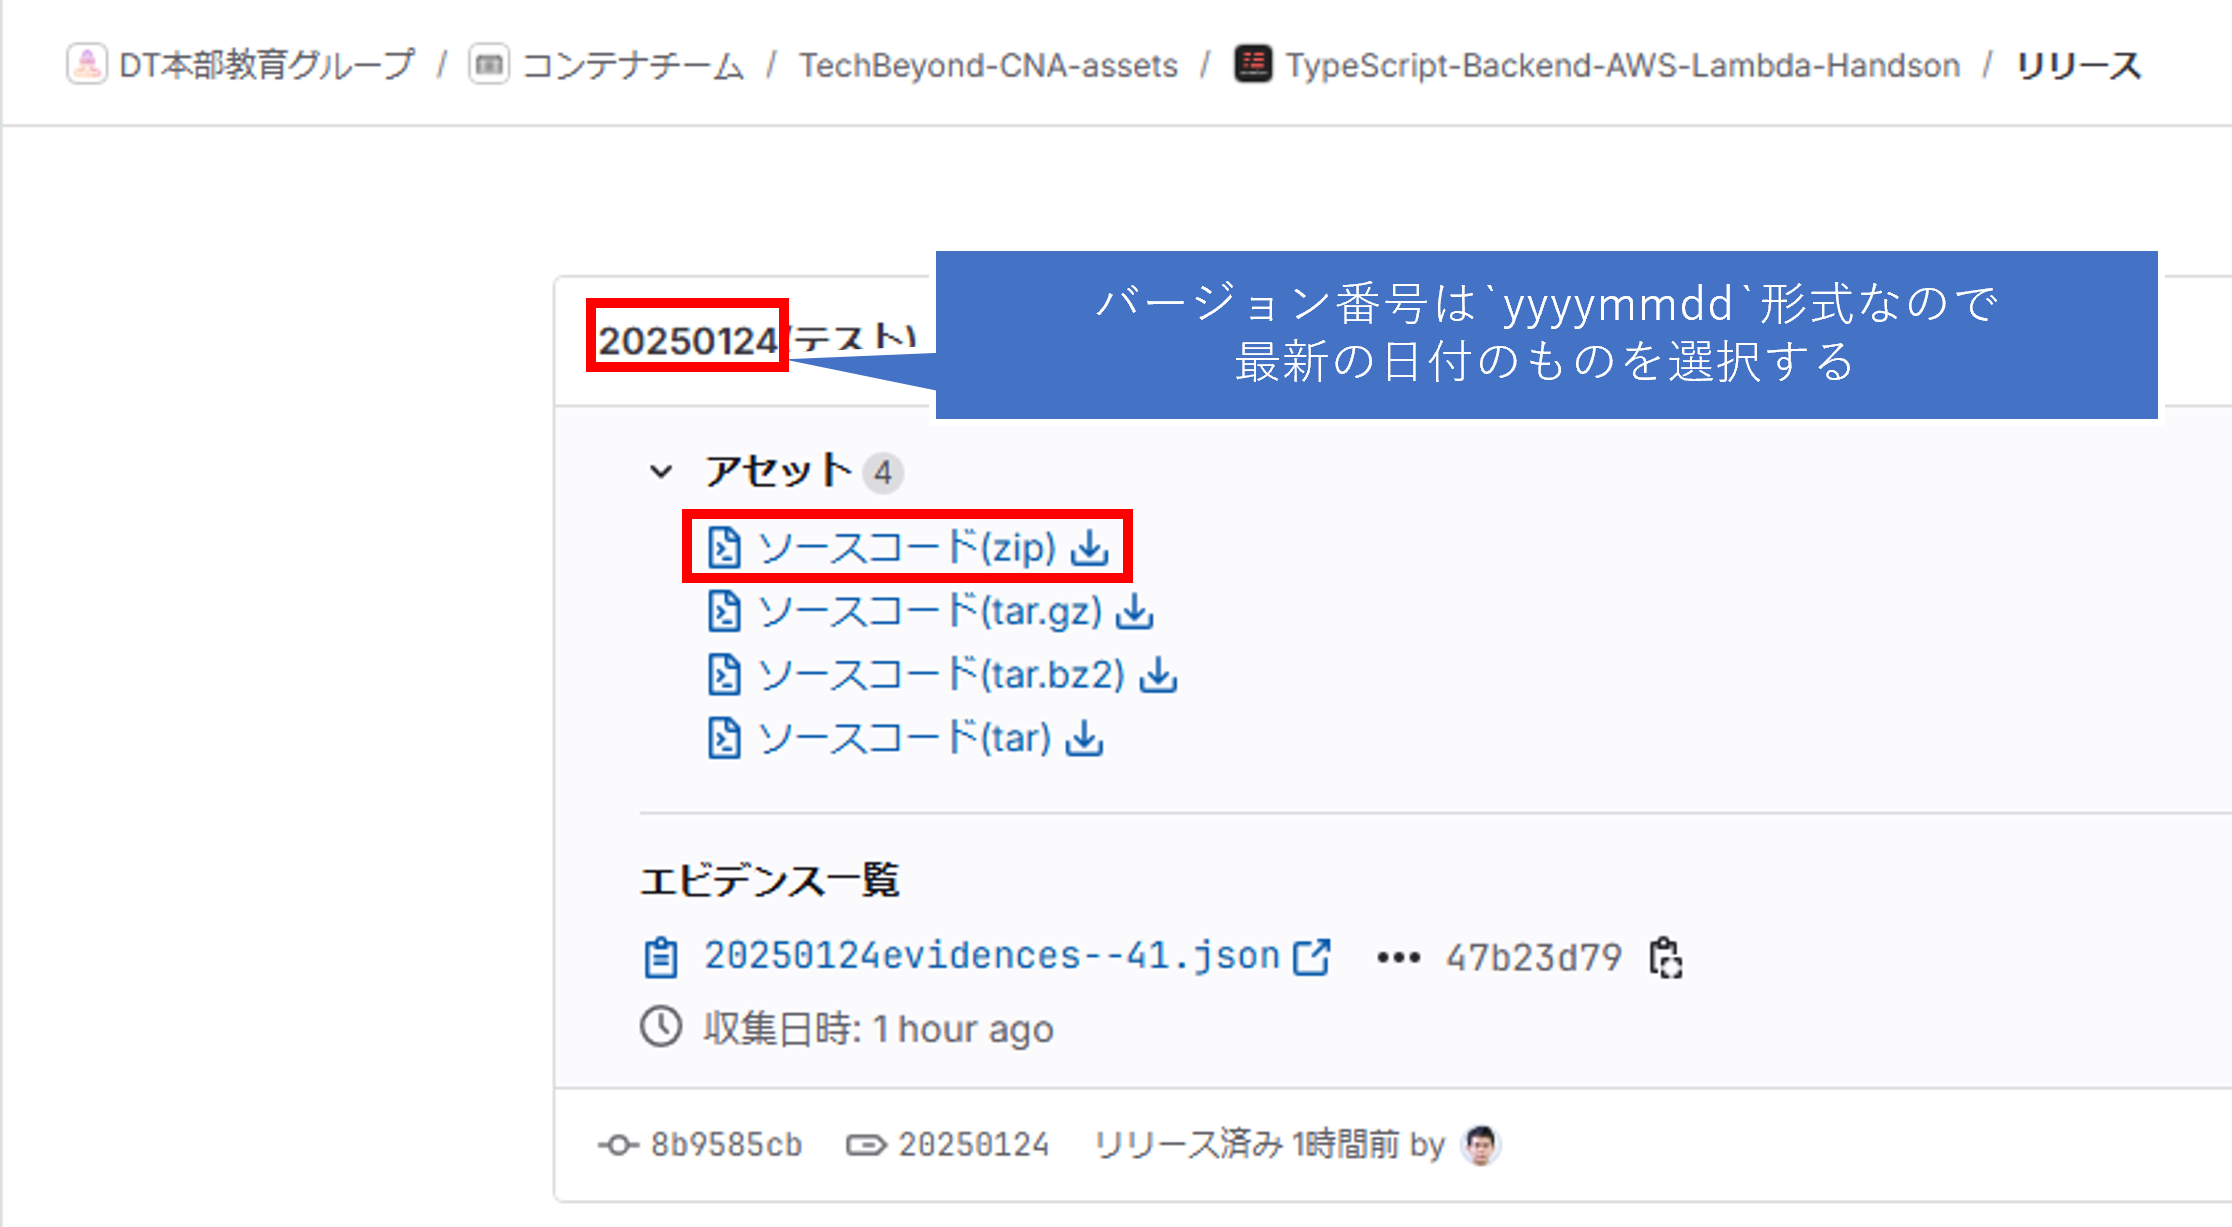 DT本部教育グループ / コンテナチーム / TechBeyond-CNA-assets / TypeScript-Backend-AWS-Lambda-Handson / リリース
20250124(テスト)
バージョン番号は`yyyymmdd`形式なので
最新の日付のものを選択する
アセット 4
ソースコード(zip)
ソースコード(tar.gz)
ソースコード(tar.bz2)
ソースコード(tar)
エビデンス一覧
20250124evidences--41.json ••• 47b23d79
収集日時: 1 hour ago
8b9585cb 20250124 リリース済み 1時間前 by